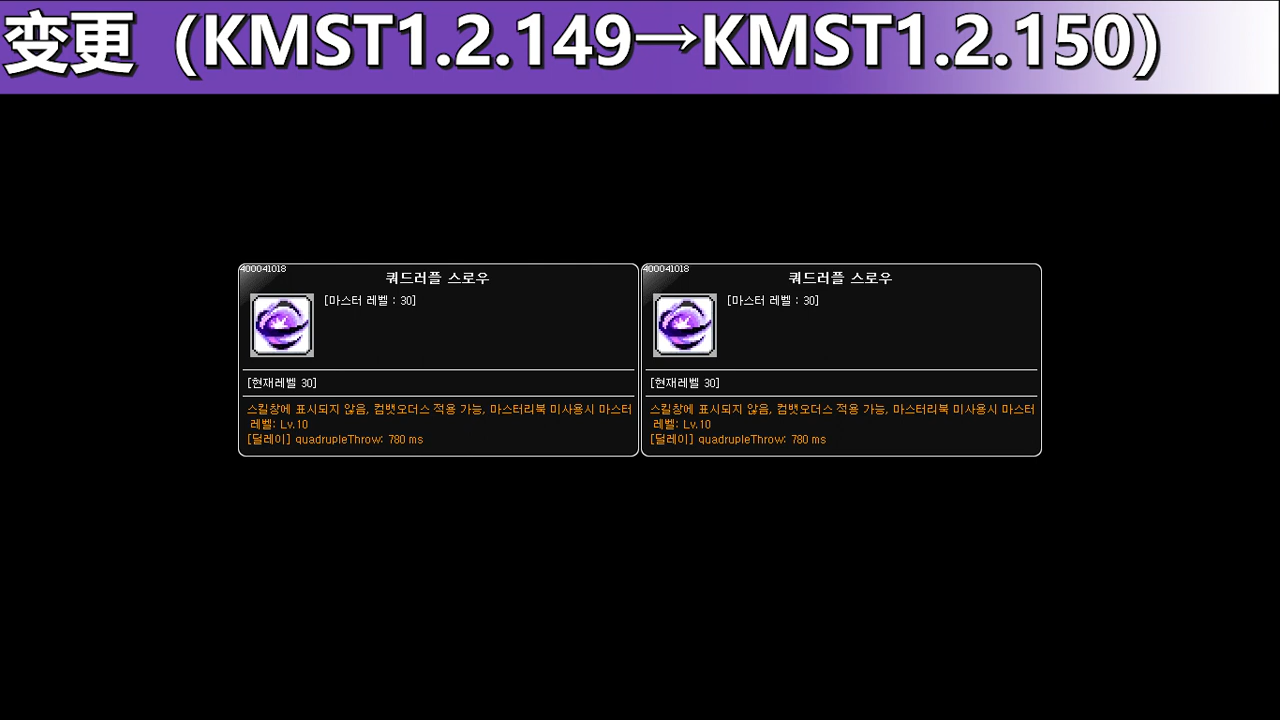 变更（KMST1.2.149→KMST1.2.150)
400041018
쿼드러플 스로우
[마스터 레벨 : 30]
[현재레벨 30]
스킬창에 표시되지 않음, 컴뱃오더스 적용 가능, 마스터리북 미사용시 마스터
레벨: Lv.10
[딜레이] quadrupleThrow: 780 ms
400041018
쿼드러플 스로우
[마스터 레벨 : 30]
[현재레벨 30]
스킬창에 표시되지 않음, 컴뱃오더스 적용 가능, 마스터리북 미사용시 마스터
레벨: Lv.10
[딜레이] quadrupleThrow: 780 ms